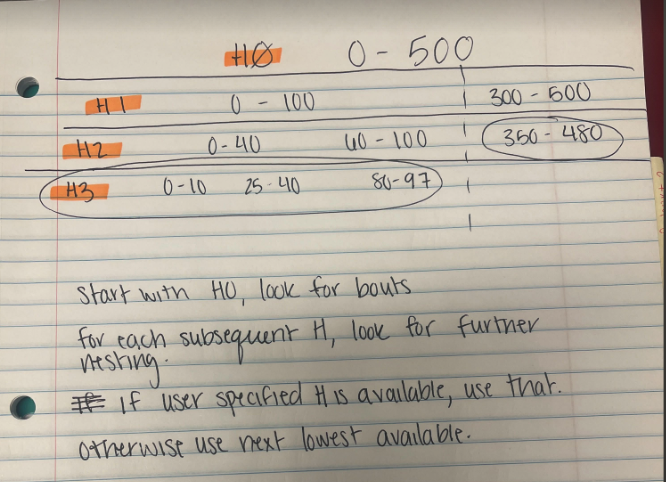 HØ 0 - 500
H1 0 - 100 300 - 500
H2 0 - 40 40 - 100 350 - 480
H3 0 - 10 25 - 40 80 - 97
Start with H0, look for bouts
for each subsequent H, look for further
nesting.
If user specified H is available, use that.
otherwise use next lowest available.